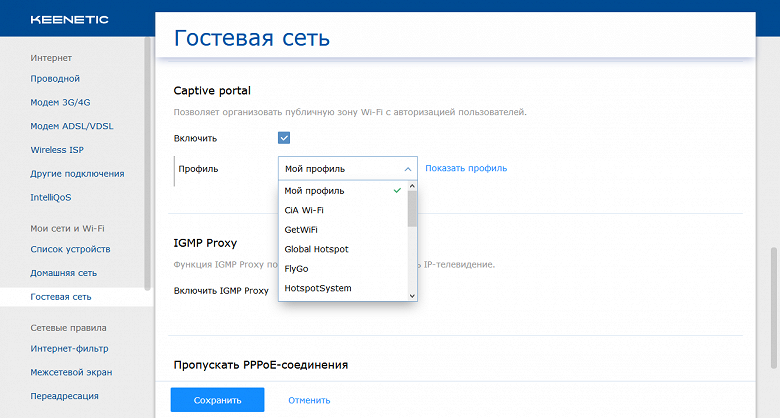 KEENETIC
Гостевая сеть
Интернет
Проводной
Модем 3G/4G
Модем ADSL/VDSL
Wireless ISP
Другие подключения
IntelliQoS
Мои сети и Wi-Fi
Список устройств
Домашняя сеть
Гостевая сеть
Сетевые правила
Интернет-фильтр
Межсетевой экран
Переадресация
Captive portal
Позволяет организовать публичную зону Wi-Fi с авторизацией пользователей.
Включить
Профиль
Мой профиль
Показать профиль
Мой профиль
CiA Wi-Fi
GetWiFi
Global Hotspot
FlyGo
HotspotSystem
IGMP Proxy
Функция IGMP Proxy IP-телевидение.
Включить IGMP Proxy
Пропускать PPPoE-соединения
Сохранить
Отменить